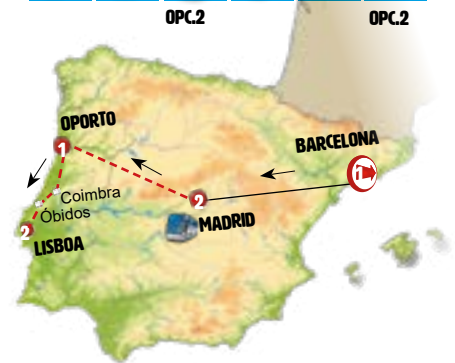 OPC.2
OPC.2
OPORTO
1
BARCELONA
1
Coimbra
Óbidos
2
MADRID
2
LISBOA